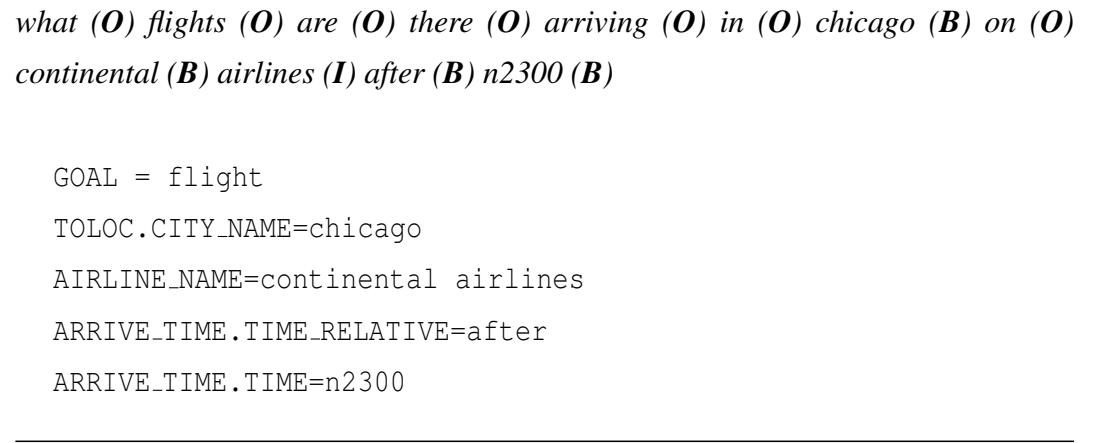 what (O) flights (O) are (O) there (O) arriving (O) in (O) chicago (B) on (O)
continental (B) airlines (I) after (B) n2300 (B)
GOAL = flight
TOLOC.CITY_NAME=chicago
AIRLINE_NAME=continental airlines
ARRIVE_TIME.TIME_RELATIVE=after
ARRIVE_TIME.TIME=n2300